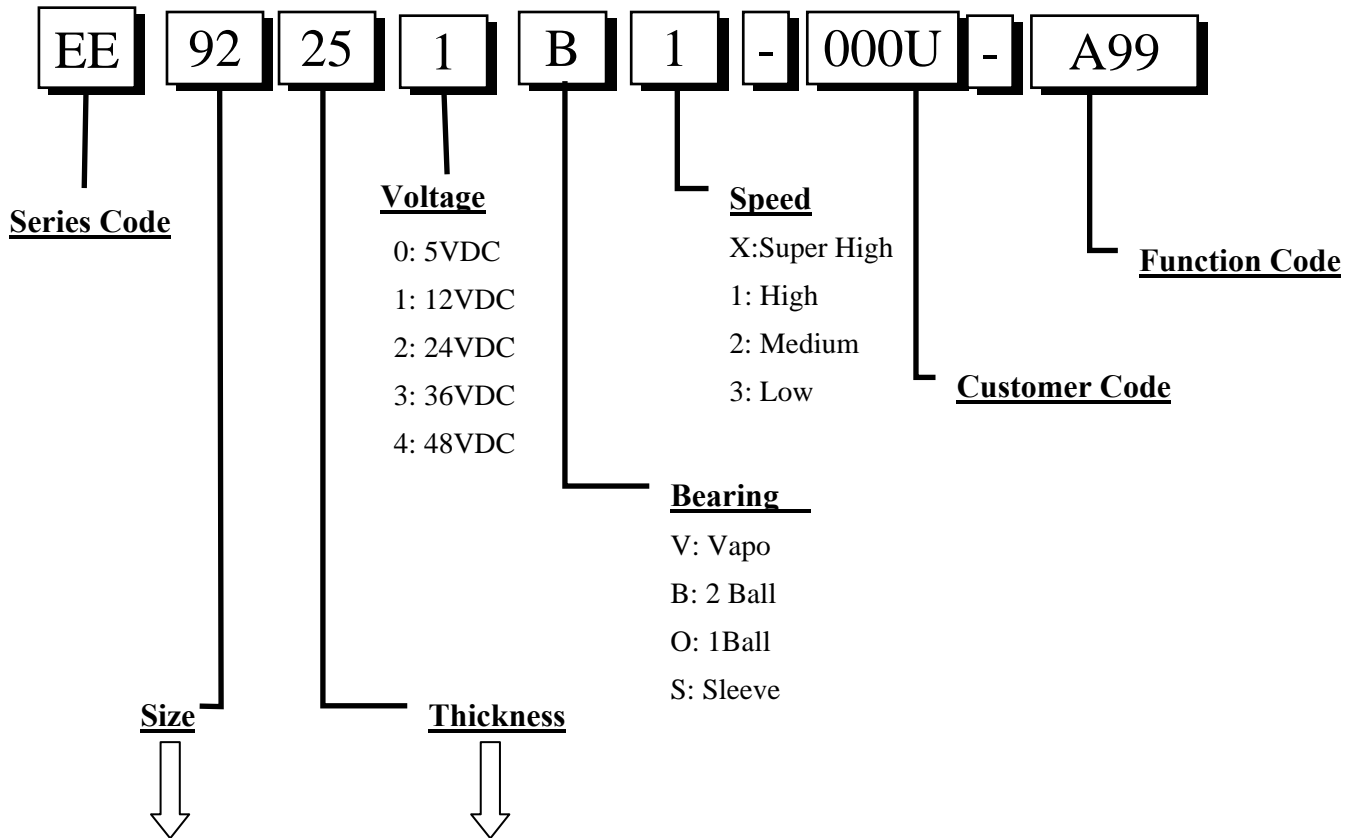 EE 92 25 1 B 1 - 000U - A99
Series Code
Voltage
0: 5VDC
1: 12VDC
2: 24VDC
3: 36VDC
4: 48VDC
Speed
X:Super High
1: High
2: Medium
3: Low
Function Code
Customer Code
Bearing
V: Vapo
B: 2 Ball
O: 1Ball
S: Sleeve
Size
Thickness